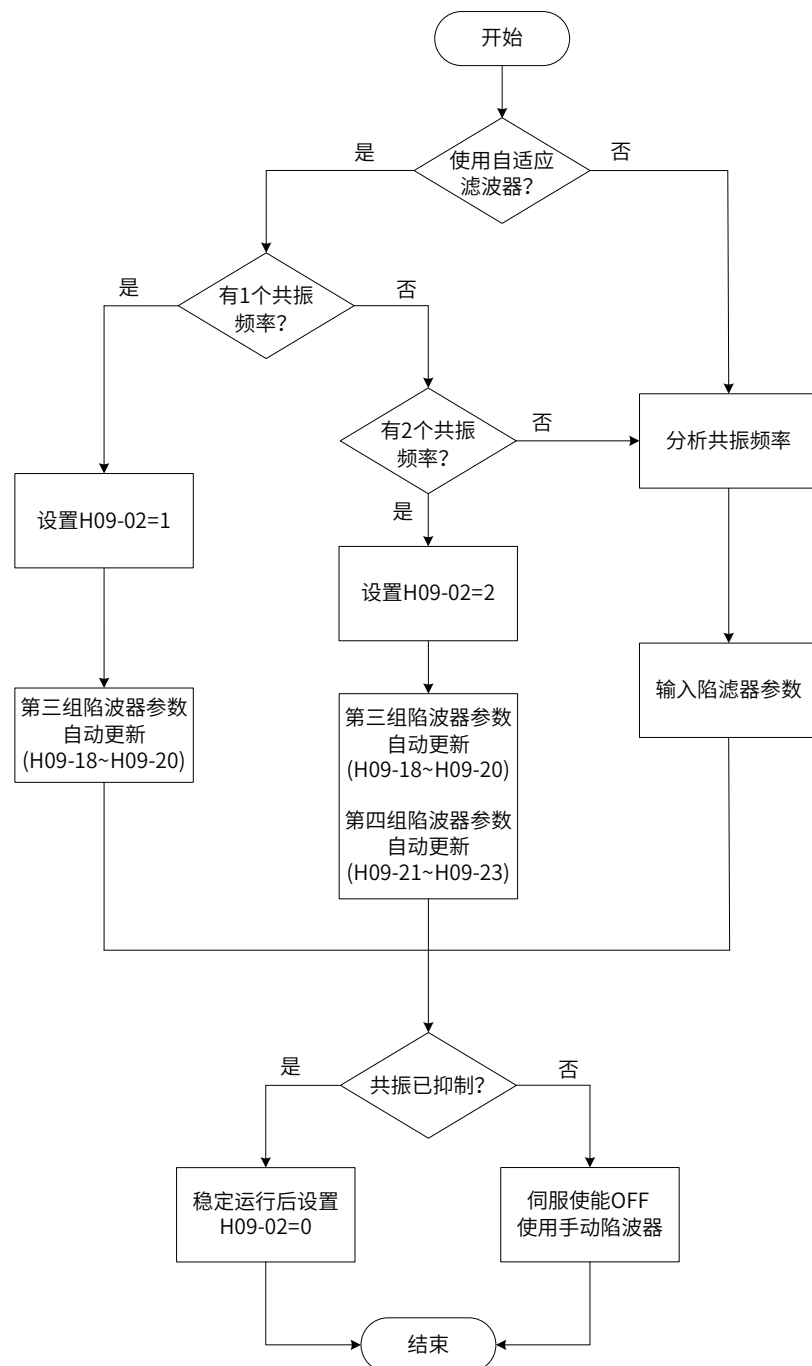 开始
是
使用自适应
滤波器？
否
是
有1个共振
频率？
否
有2个共振
频率？
否
分析共振频率
设置H09-02=1
是
设置H09-02=2
第三组陷波器参数
自动更新
(H09-18~H09-20)
第三组陷波器参数
自动更新
(H09-18~H09-20)
第四组陷波器参数
自动更新
(H09-21~H09-23)
输入陷滤器参数
是
共振已抑制？
否
稳定运行后设置
H09-02=0
伺服使能OFF
使用手动陷波器
结束